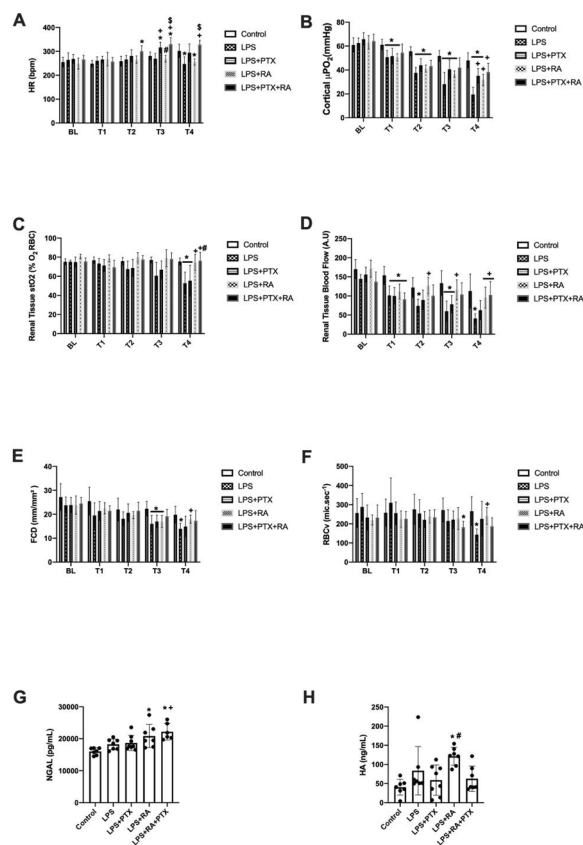 A
HR (bpm)
400
300
200
100
0
BL T1 T2 T3 T4
* + * # $ + * + * * * $ +
Control
LPS
LPS+PTX
LPS+RA
LPS+PTX+RA
B
Cortical µPO2(mmHg)
80
60
40
20
0
BL T1 T2 T3 T4
* * * * + + +
Control
LPS
LPS+PTX
LPS+RA
LPS+PTX+RA
C
Renal Tissue stO2 (% O2 RBC)
100
80
60
40
20
0
BL T1 T2 T3 T4
* + +#
Control
LPS
LPS+PTX
LPS+RA
LPS+PTX+RA
D
Renal Tissue Blood Flow (A.U)
250
200
150
100
50
0
BL T1 T2 T3 T4
* * + * + * +
Control
LPS
LPS+PTX
LPS+RA
LPS+PTX+RA
E
FCD (mm/mm²)
40
30
20
10
0
BL T1 T2 T3 T4
* * +
Control
LPS
LPS+PTX
LPS+RA
LPS+PTX+RA
F
RBCv (mic.sec-1)
500
400
300
200
100
0
BL T1 T2 T3 T4
* * +
Control
LPS
LPS+PTX
LPS+RA
LPS+PTX+RA
G
NGAL (pg/mL)
30000
20000
10000
0
Control LPS LPS+PTX LPS+RA LPS+RA+PTX
* * +
H
HA (ng/mL)
250
200
150
100
50
0
Control LPS LPS+PTX LPS+RA LPS+RA+PTX
* #